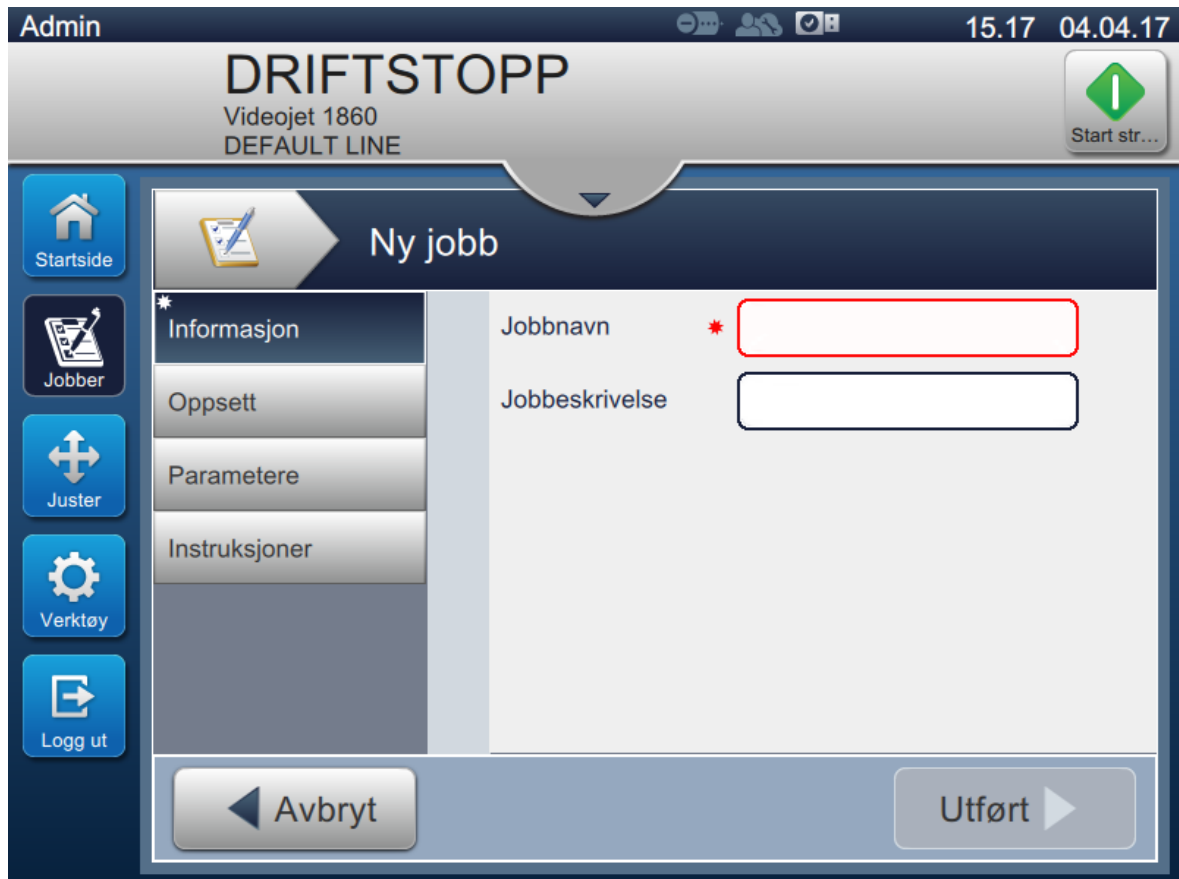 Admin
15.17 04.04.17
DRIFTSTOPP
Videojet 1860
DEFAULT LINE
Start str...
Startside
Jobber
Juster
Verktøy
Logg ut
Ny jobb
Informasjon
Oppsett
Parametere
Instruksjoner
Jobbnavn
Jobbeskrivelse
Avbryt
Utført